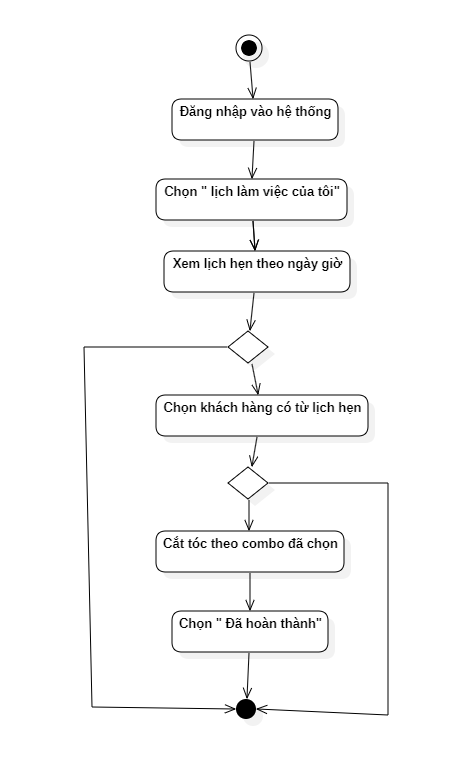 Đăng nhập vào hệ thống
Chọn " lịch làm việc của tôi"
Xem lịch hẹn theo ngày giờ
Chọn khách hàng có từ lịch hẹn
Cắt tóc theo combo đã chọn
Chọn " Đã hoàn thành"